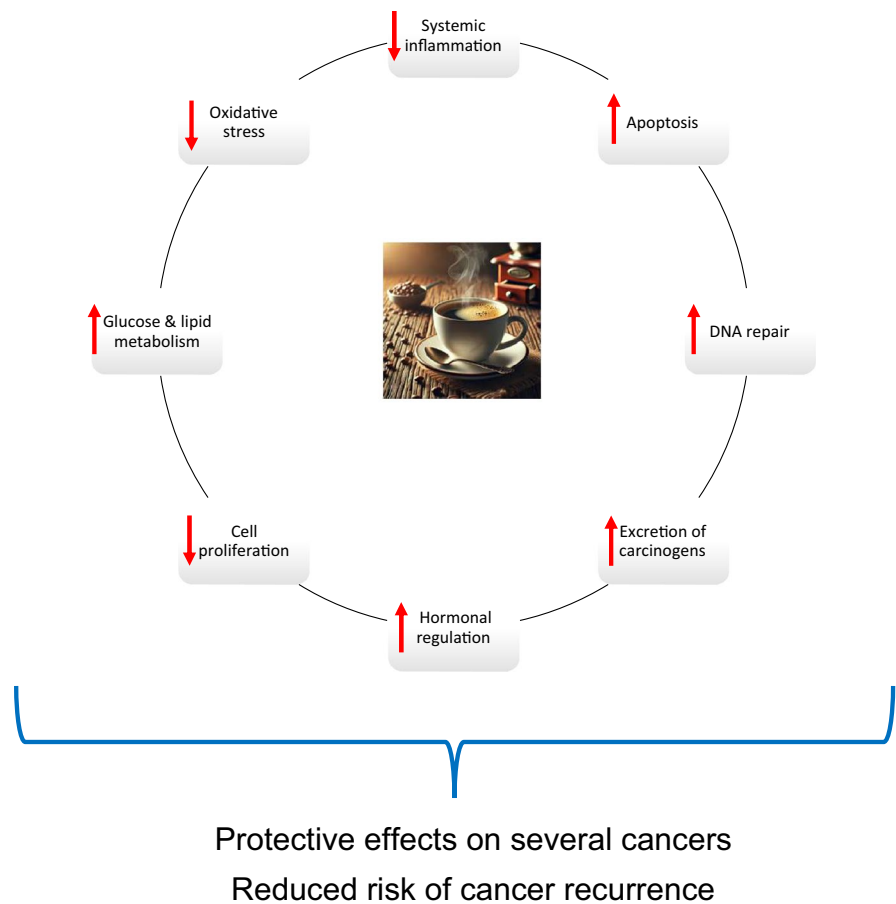 Systemic
inflammation
Apoptosis
DNA repair
Excretion of
carcinogens
Hormonal
regulation
Cell
proliferation
Glucose & lipid
metabolism
Oxidative
stress
Protective effects on several cancers
Reduced risk of cancer recurrence